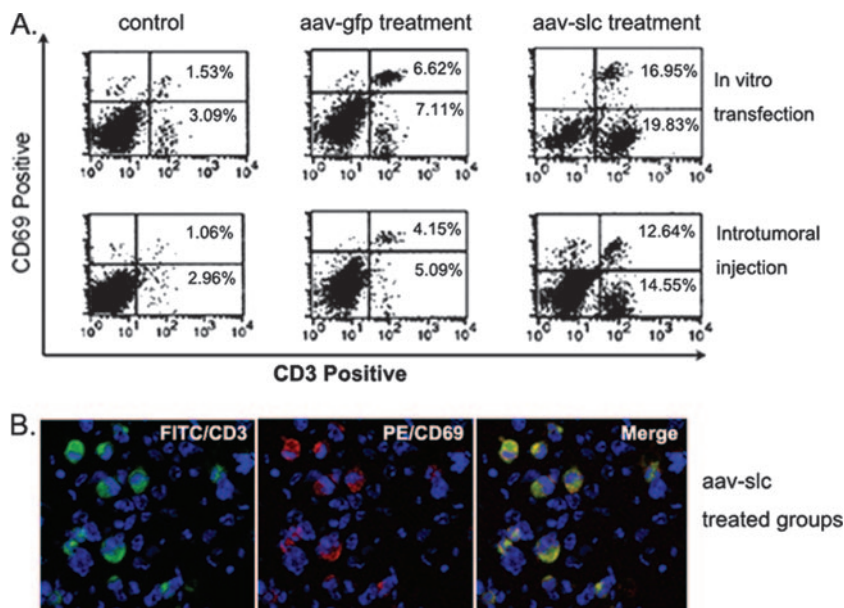 A.
control
aav-gfp treatment
aav-slc treatment
1.53%
3.09%
6.62%
7.11%
16.95%
19.83%
In vitro
transfection
10⁰ 10¹ 10² 10³ 10⁴
10⁰ 10¹ 10² 10³ 10⁴
10⁰ 10¹ 10² 10³ 10⁴
1.06%
2.96%
4.15%
5.09%
12.64%
14.55%
Introtumoral
injection
10⁰ 10¹ 10² 10³ 10⁴
10⁰ 10¹ 10² 10³ 10⁴
10⁰ 10¹ 10² 10³ 10⁴
CD69 Positive
CD3 Positive
B.
FITC/CD3
PE/CD69
Merge
aav-slc
treated groups